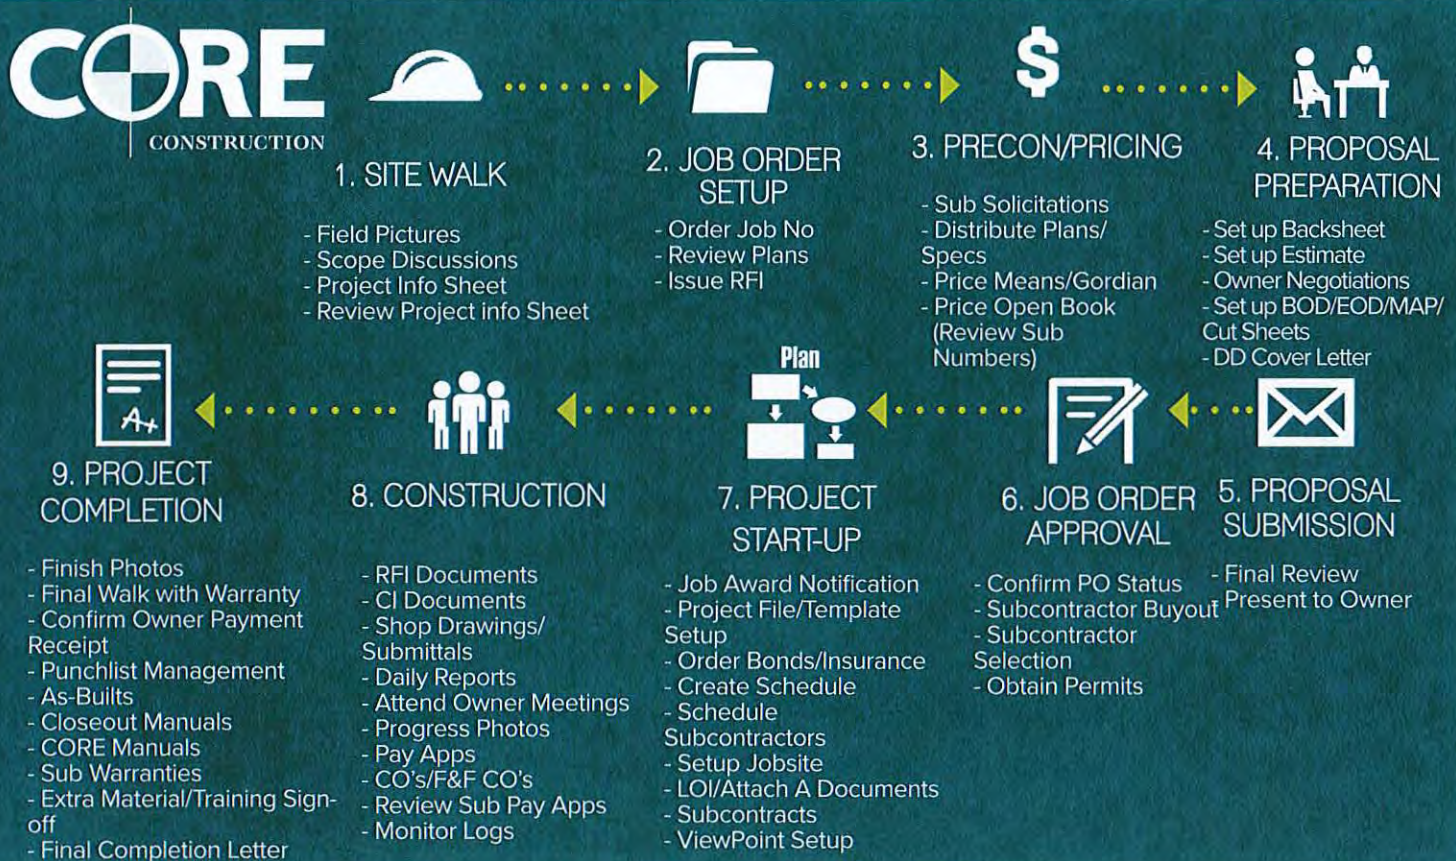 CORE
CONSTRUCTION
1. SITE WALK
- Field Pictures
- Scope Discussions
- Project Info Sheet
- Review Project info Sheet
2. JOB ORDER
SETUP
- Order Job No
- Review Plans
- Issue RFI
$
3. PRECON/PRICING
- Sub Solicitations
- Distribute Plans/
Specs
- Price Means/Gordian
- Price Open Book
(Review Sub
Numbers)
4. PROPOSAL
PREPARATION
- Set up Backsheet
- Set up Estimate
- Owner Negotiations
- Set up BOD/EOD/MAP/
Cut Sheets
- DD Cover Letter
5. PROPOSAL
SUBMISSION
- Final Review
- Present to Owner
6. JOB ORDER
APPROVAL
- Confirm PO Status
- Subcontractor Buyout
- Subcontractor
Selection
- Obtain Permits
Plan
7. PROJECT
START-UP
- Job Award Notification
- Project File/Template
Setup
- Order Bonds/Insurance
- Create Schedule
- Schedule
Subcontractors
- Setup Jobsite
- LOI/Attach A Documents
- Subcontracts
- ViewPoint Setup
8. CONSTRUCTION
- RFI Documents
- CI Documents
- Shop Drawings/
Submittals
- Daily Reports
- Attend Owner Meetings
- Progress Photos
- Pay Apps
- CO's/F&F CO's
- Review Sub Pay Apps
- Monitor Logs
A+
9. PROJECT
COMPLETION
- Finish Photos
- Final Walk with Warranty
- Confirm Owner Payment
Receipt
- Punchlist Management
- As-Builts
- Closeout Manuals
- CORE Manuals
- Sub Warranties
- Extra Material/Training Sign-
off
- Final Completion Letter